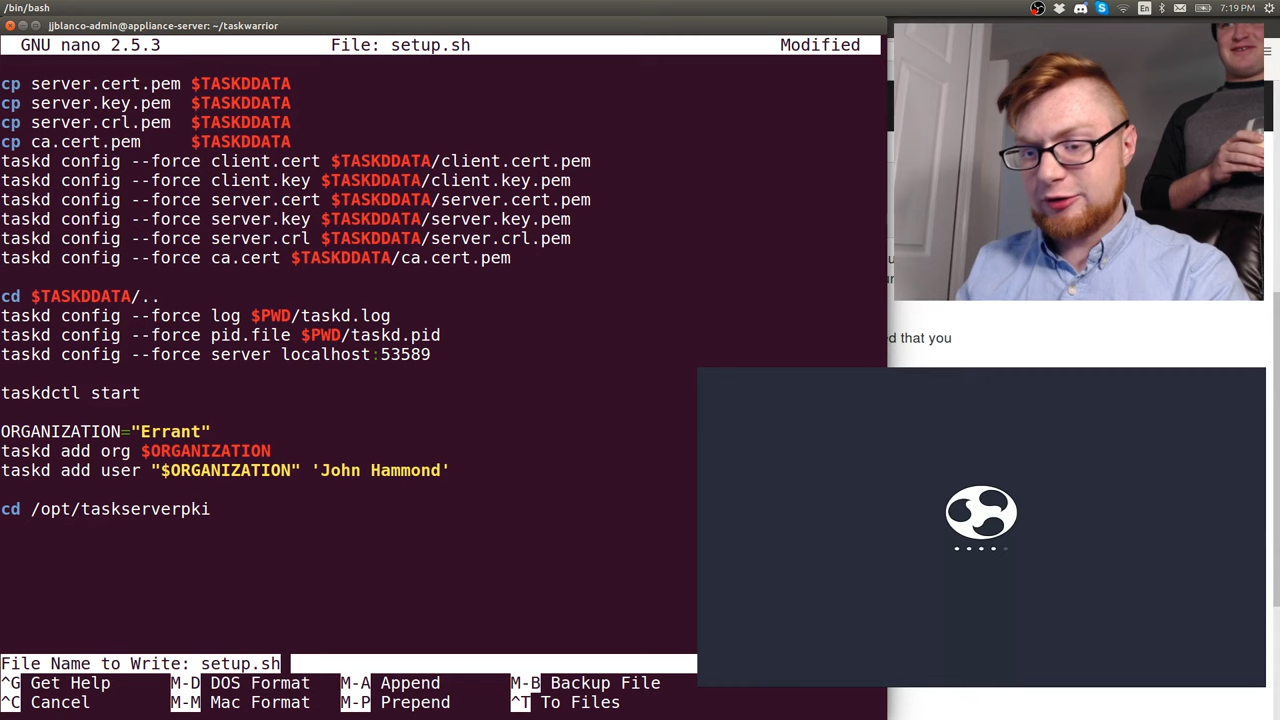 /bin/bash
En
7:19 PM
jjblanco-admin@appliance-server: ~/taskwarrior
GNU nano 2.5.3 File: setup.sh Modified
cp server.cert.pem $TASKDDATA
cp server.key.pem $TASKDDATA
cp server.crl.pem $TASKDDATA
cp ca.cert.pem $TASKDDATA
taskd config --force client.cert $TASKDDATA/client.cert.pem
taskd config --force client.key $TASKDDATA/client.key.pem
taskd config --force server.cert $TASKDDATA/server.cert.pem
taskd config --force server.key $TASKDDATA/server.key.pem
taskd config --force server.crl $TASKDDATA/server.crl.pem
taskd config --force ca.cert $TASKDDATA/ca.cert.pem
cd $TASKDDATA/..
taskd config --force log $PWD/taskd.log
taskd config --force pid.file $PWD/taskd.pid
taskd config --force server localhost:53589
taskdctl start
ORGANIZATION="Errant"
taskd add org $ORGANIZATION
taskd add user "$ORGANIZATION" 'John Hammond'
cd /opt/taskserverpki
that you
File Name to Write: setup.sh
^G Get Help M-D DOS Format M-A Append M-B Backup File
^C Cancel M-M Mac Format M-P Prepend ^T To Files